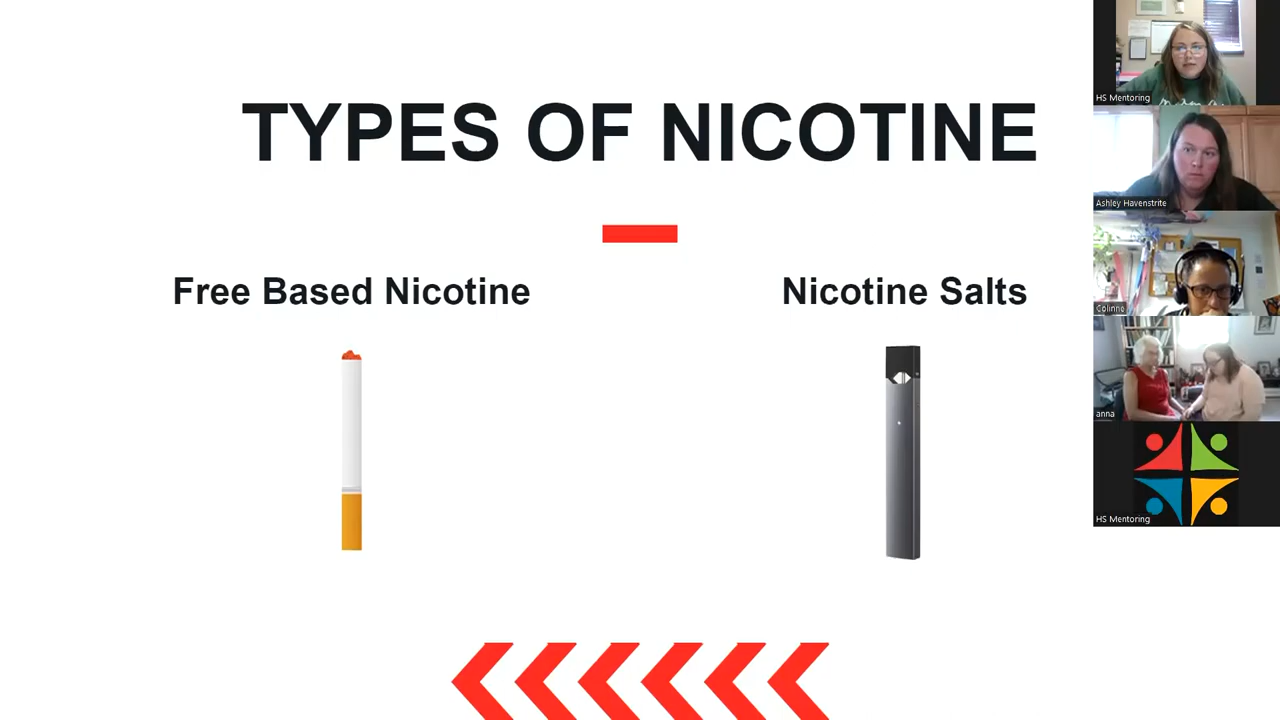 TYPES OF NICOTINE
Free Based Nicotine
Nicotine Salts
HS Mentoring
Ashley Havenstrite
Colinne
anna
HS Mentoring